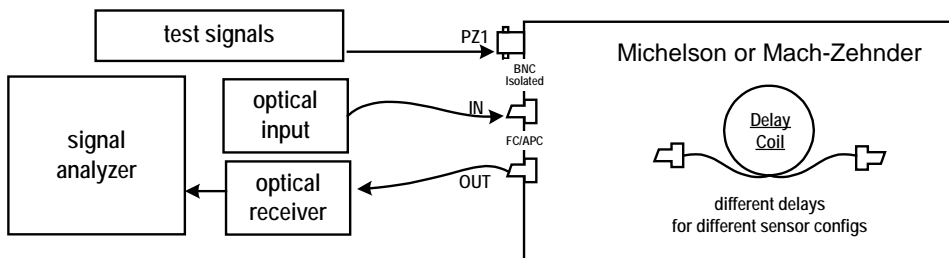 test signals
PZ1
BNC
Isolated
Michelson or Mach-Zehnder
signal
analyzer
optical
input
IN
FC/APC
optical
receiver
OUT
Delay
Coil
different delays
for different sensor configs